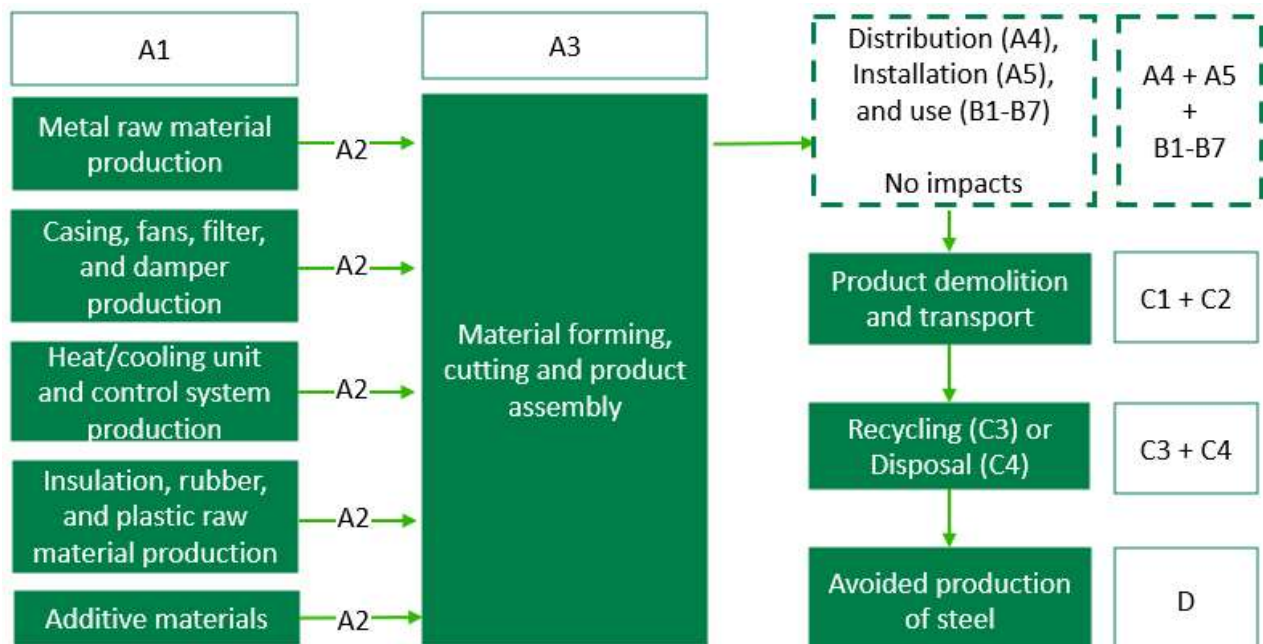 A1
Metal raw material
production
Casing, fans, filter,
and damper
production
Heat/cooling unit
and control system
production
Insulation, rubber,
and plastic raw
material production
Additive materials
A2
A2
A2
A2
A2
A3
Material forming,
cutting and product
assembly
Distribution (A4),
Installation (A5),
and use (B1-B7)
No impacts
A4 + A5
+
B1-B7
Product demolition
and transport
C1 + C2
Recycling (C3) or
Disposal (C4)
C3 + C4
Avoided production
of steel
D